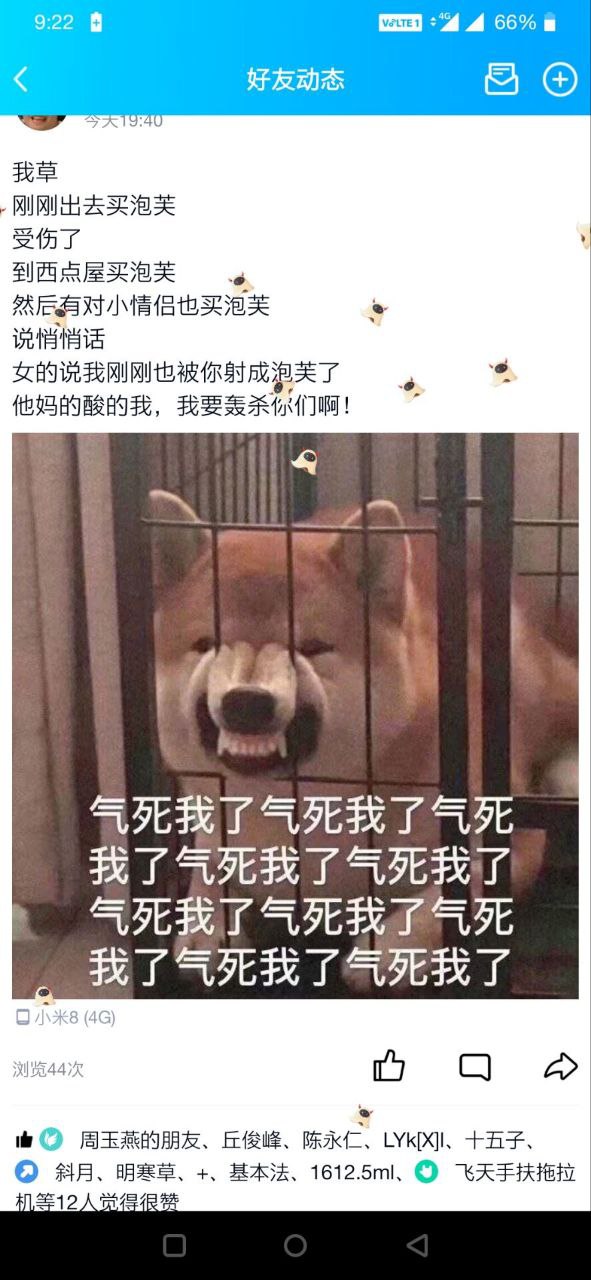 9:22
VoLTE 1
4G
66%
好友动态
今天19:40
我草
刚刚出去买泡芙
受伤了
到西点屋买泡芙
然后有对小情侣也买泡芙
说悄悄话
女的说我刚刚也被你射成泡芙了
他妈的酸的我，我要轰杀你们啊！
气死我了气死我了气死
我了气死我了气死我了
气死我了气死我了气死
我了气死我了气死我了
小米8 (4G)
浏览44次
周玉燕的朋友、丘俊峰、陈永仁、LYk[X]l、十五子、
斜月、明寒草、+、基本法、1612.5ml、 飞天手扶拖拉
机等12人觉得很赞